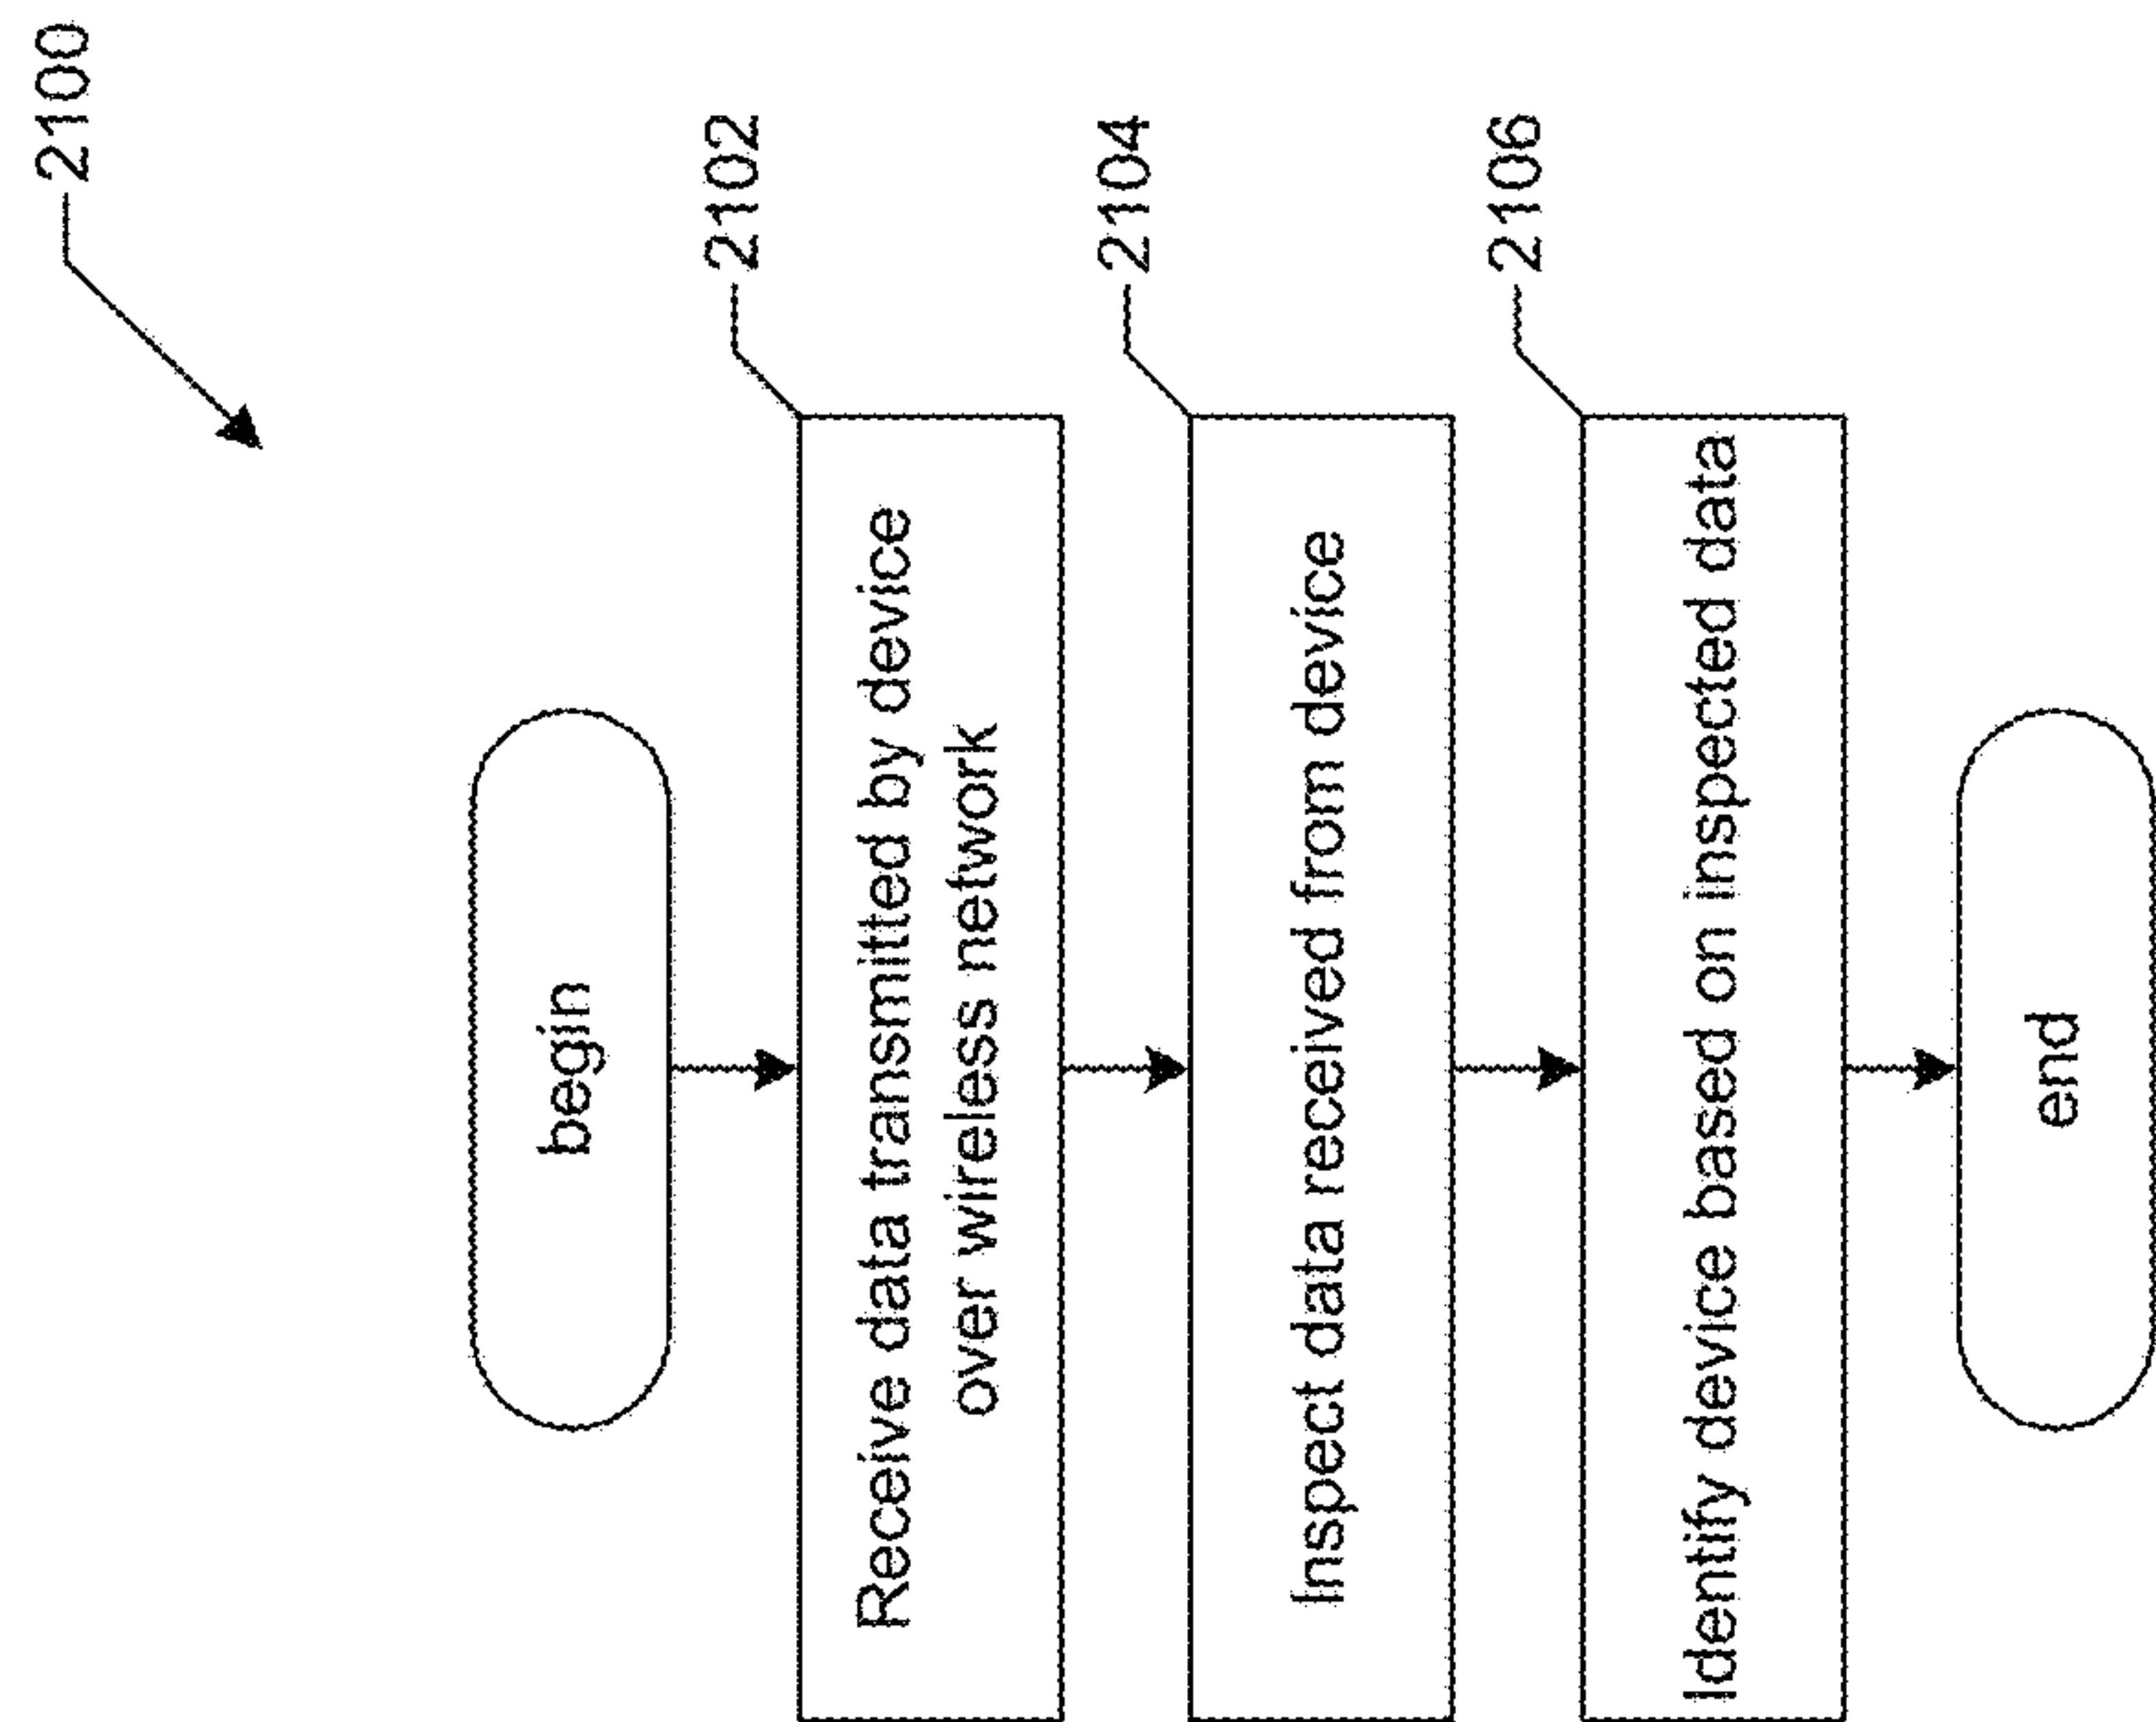 2100
begin
2102
Receive data transmitted by device
over wireless network
2104
Inspect data received from device
2106
Identify device based on inspected data
end